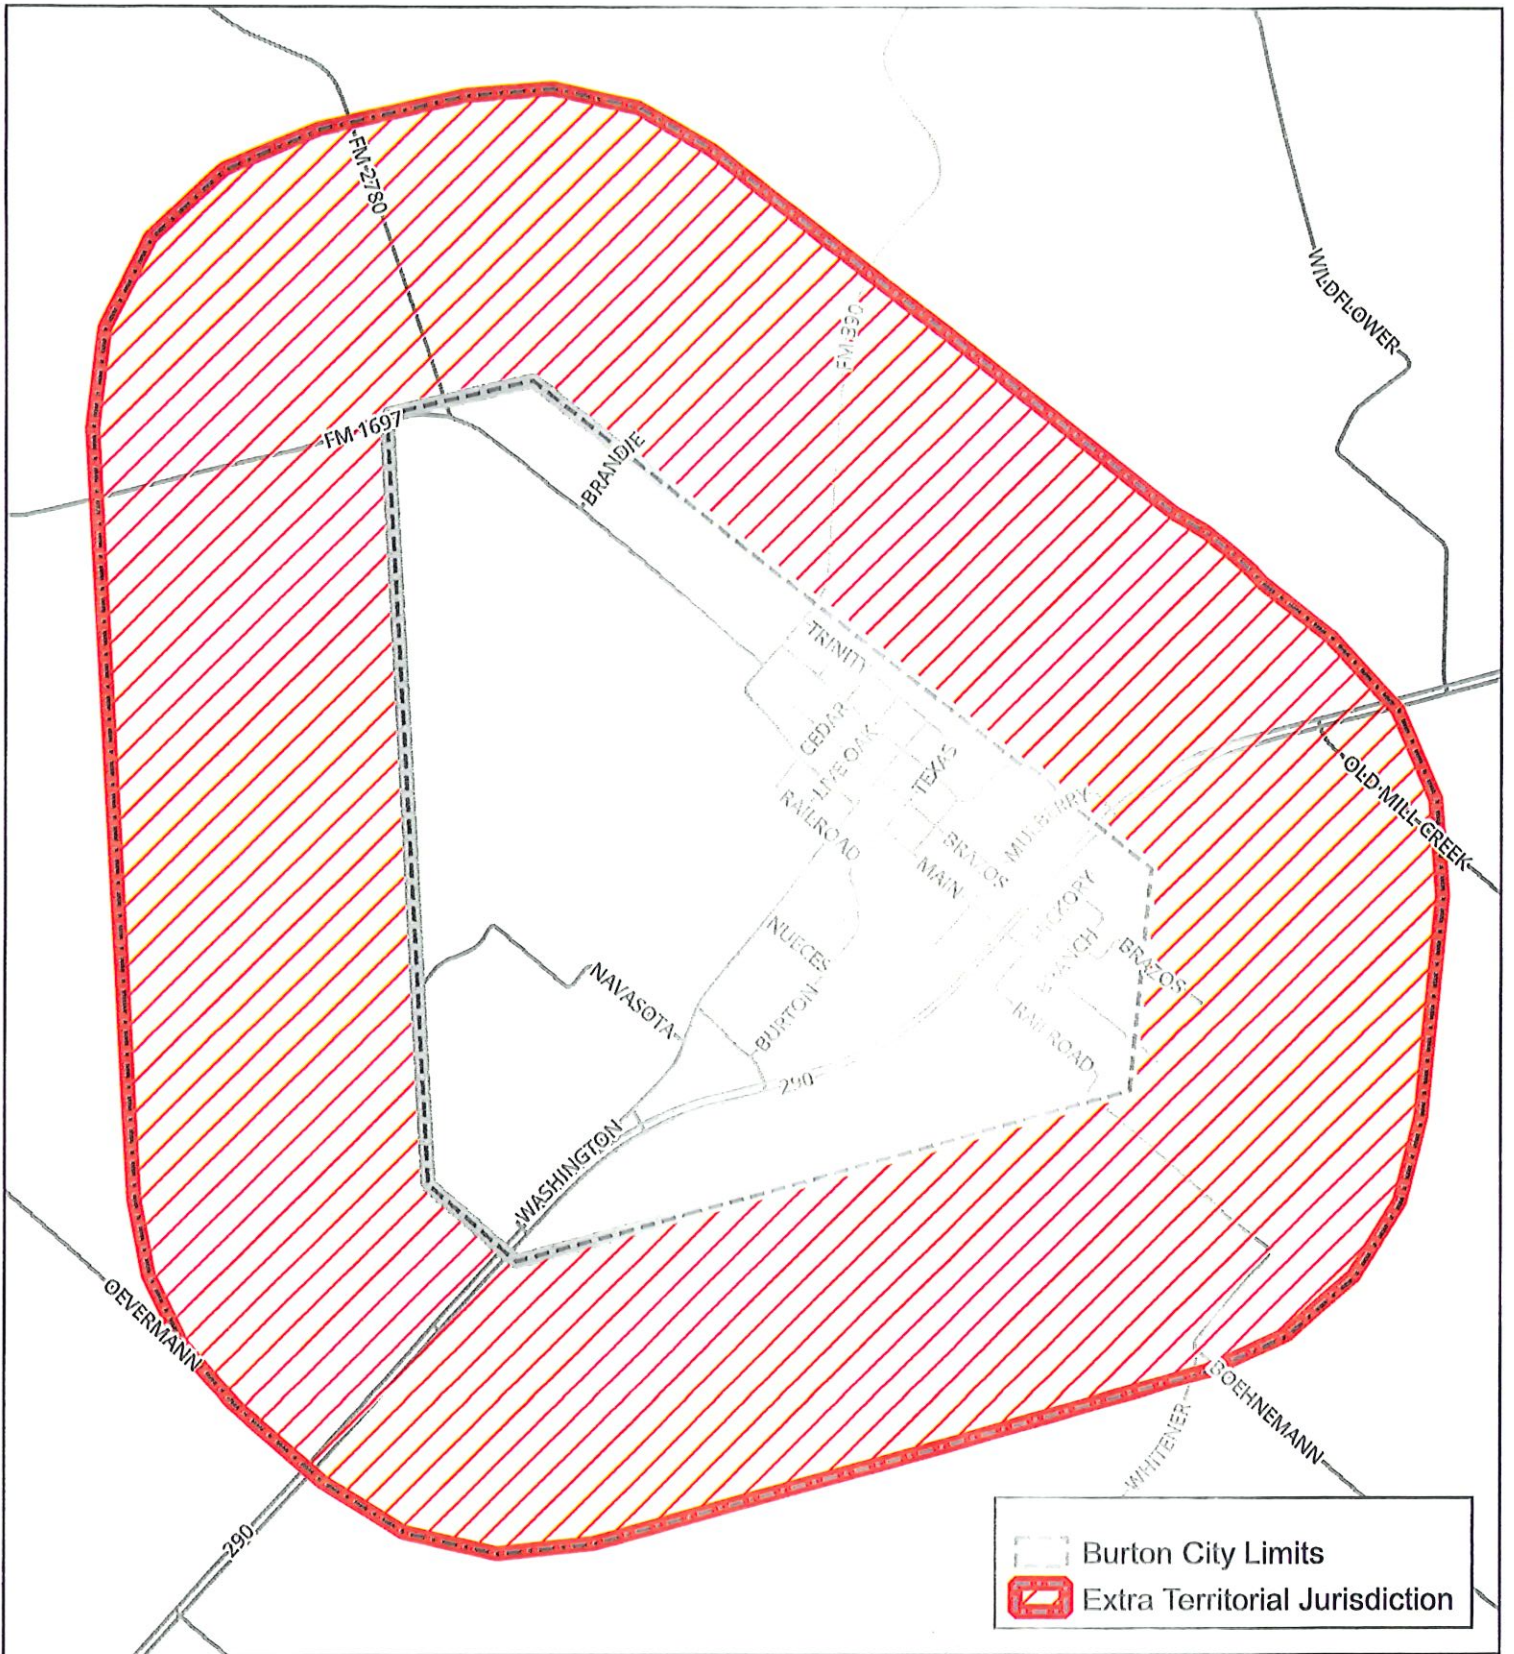 FM 2780
WILDFLOWER
FM 390
FM 1697
BRANDIE
TRINITY
CEDAR
LIVE OAK
TEXAS
OLD MILL CREEK
RAILROAD
MULBERRY
BRAZOS
MAIN
HICKORY
NUECES
BRANCH
BRAZOS
NAVASOTA
BURTON
RAILROAD
290
WASHINGTON
OEVERMANN
BOEHNEMANN
WHITENER
290
Burton City Limits
Extra Territorial Jurisdiction